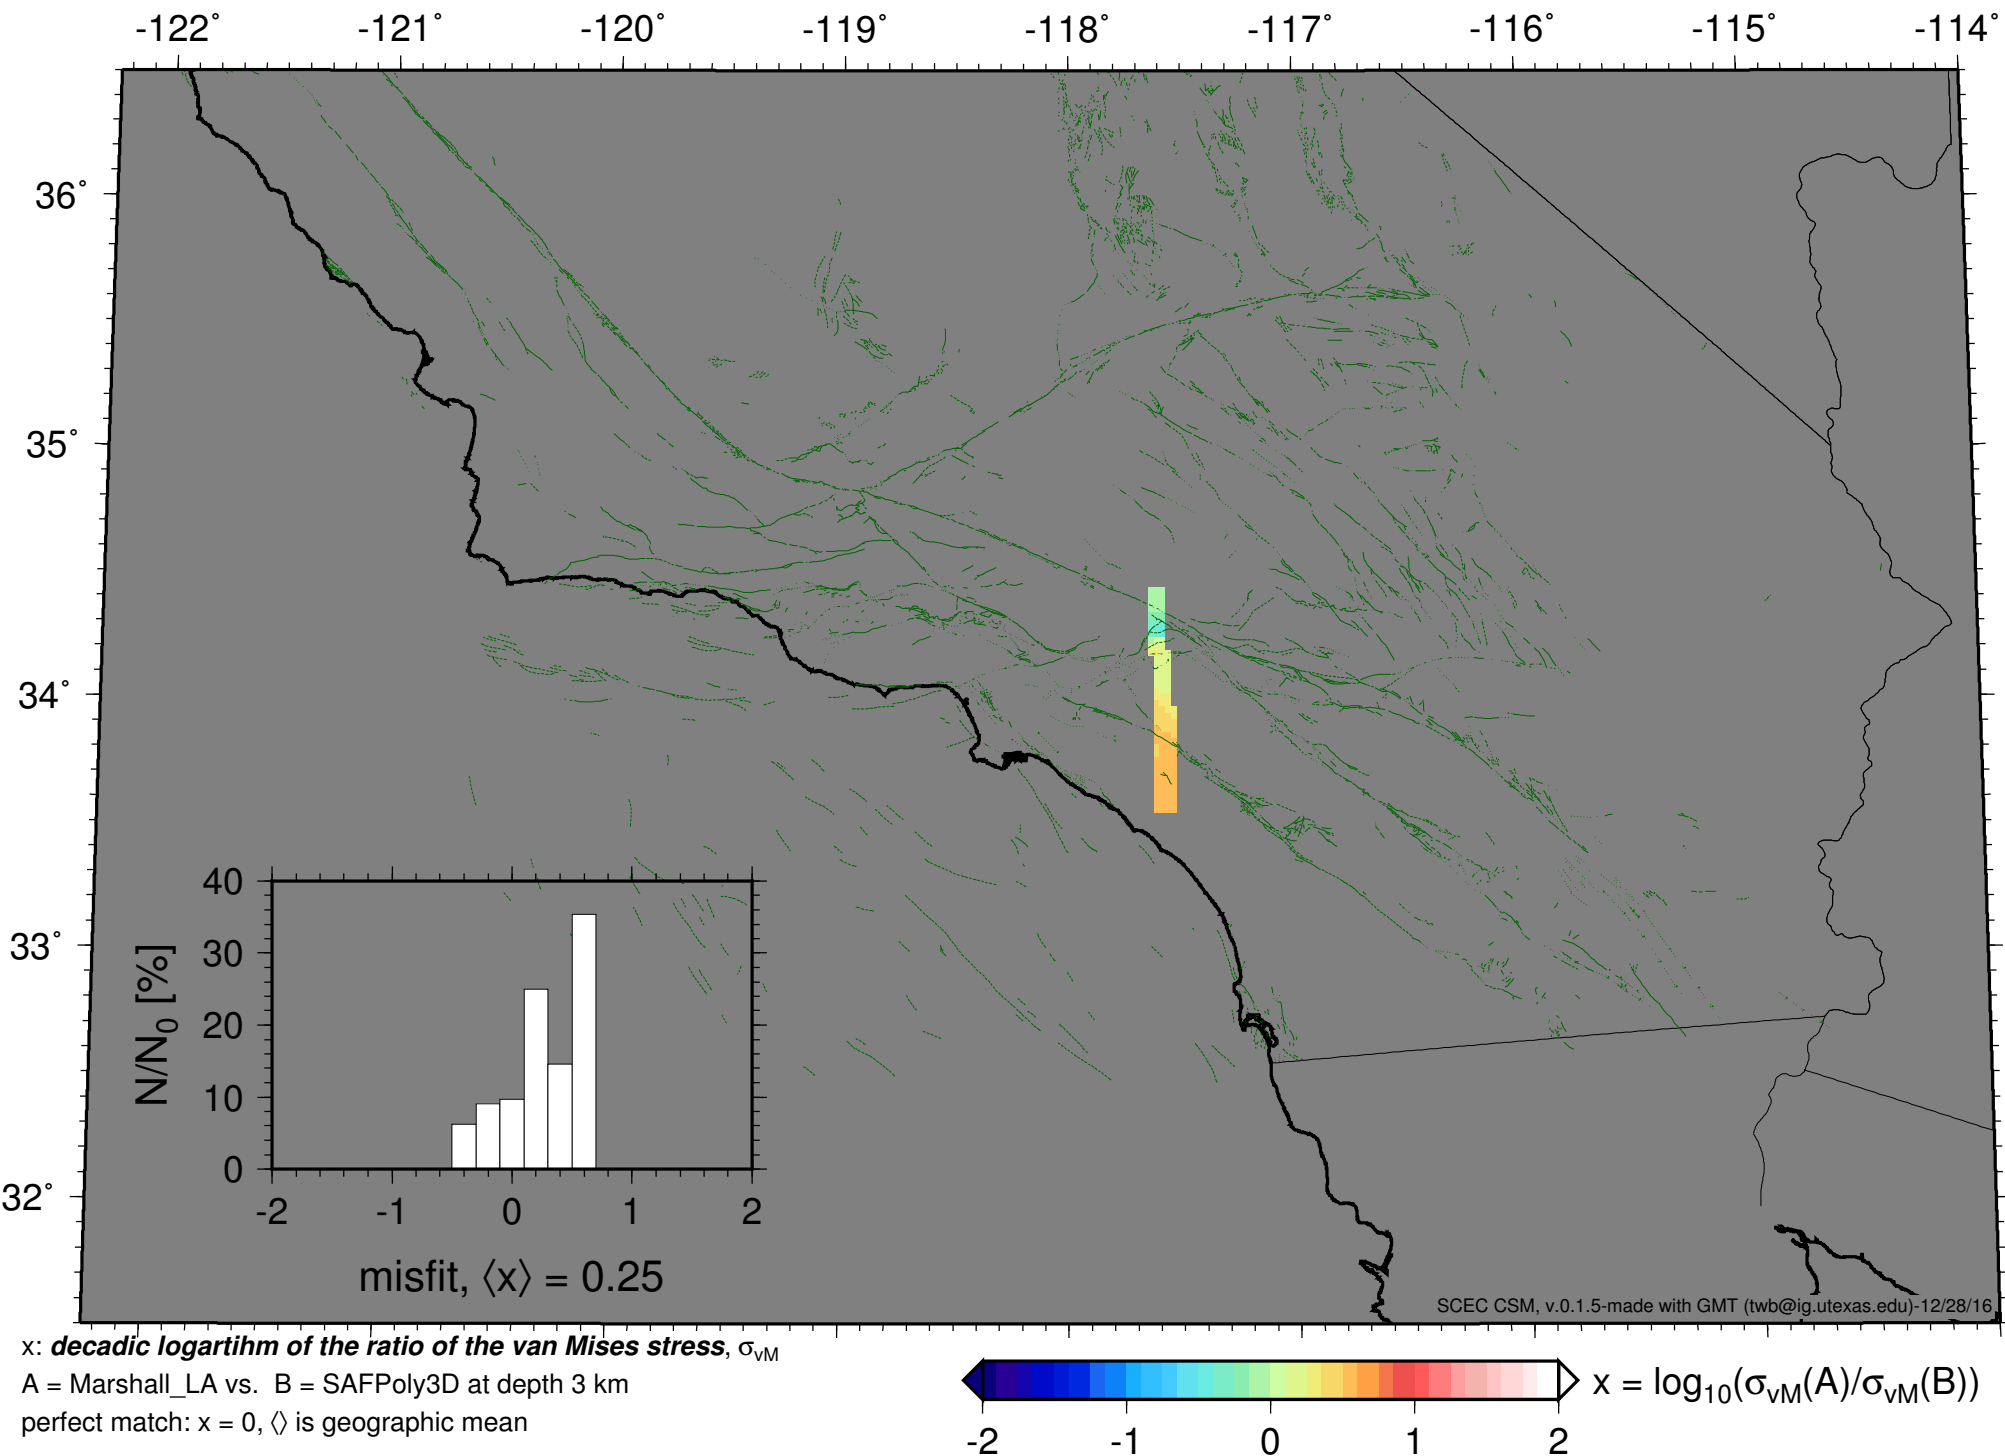 -122° -121° -120° -119° -118° -117° -116° -115° -114°
36°
35°
34°
33°
32°
40
30
20
10
0
N/N0 [%]
-2 -1 0 1 2
misfit, ⟨x⟩ = 0.25
SCEC CSM, v.0.1.5-made with GMT (twb@ig.utexas.edu)-12/28/16
x: decadic logartihm of the ratio of the van Mises stress, σvM
A = Marshall_LA vs. B = SAFPoly3D at depth 3 km
perfect match: x = 0, ⟨⟩ is geographic mean
x = log10(σvM(A)/σvM(B))
-2 -1 0 1 2